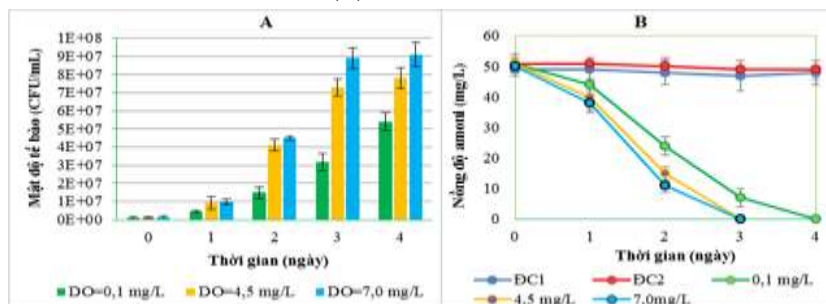 A
Mật độ tế bào (CFU/mL)
1E+08
9E+07
8E+07
7E+07
6E+07
5E+07
4E+07
3E+07
2E+07
1E+07
0E+00
0 1 2 3 4
Thời gian (ngày)
DO=0,1 mg/L DO=4,5 mg/L DO=7,0 mg/L
B
Nồng độ amoni (mg/L)
60
50
40
30
20
10
0
0 1 2 3 4
Thời gian (ngày)
ĐC1 ĐC2 0,1 mg/L
4,5 mg/L 7,0mg/L